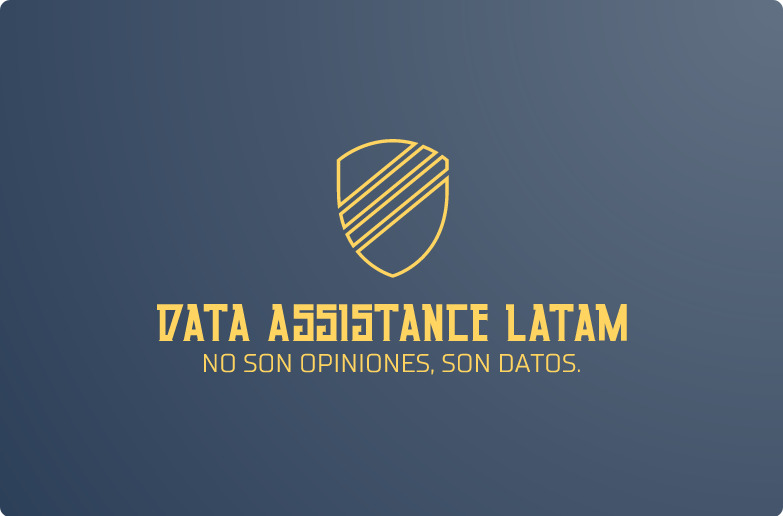 DATA ASSISTANCE LATAM
NO SON OPINIONES, SON DATOS.